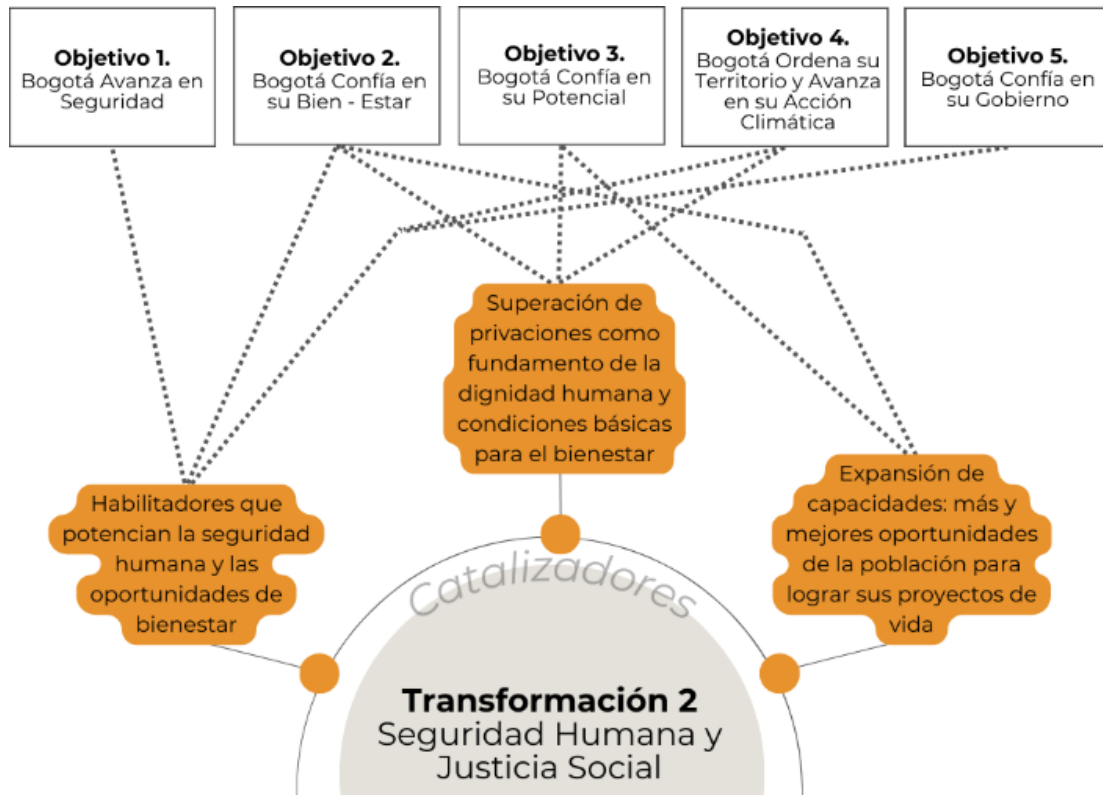 Objetivo 1.
Bogotá Avanza en
Seguridad
Objetivo 2.
Bogotá Confía en
su Bien - Estar
Objetivo 3.
Bogotá Confía en
su Potencial
Objetivo 4.
Bogotá Ordena su
Territorio y Avanza
en su Acción
Climática
Objetivo 5.
Bogotá Confía en
su Gobierno
Superación de
privaciones como
fundamento de la
dignidad humana y
condiciones básicas
para el bienestar
Habilitadores que
potencian la seguridad
humana y las
oportunidades de
bienestar
Expansión de
capacidades: más y
mejores oportunidades
de la población para
lograr sus proyectos de
vida
Catalizadores
Transformación 2
Seguridad Humana y
Justicia Social